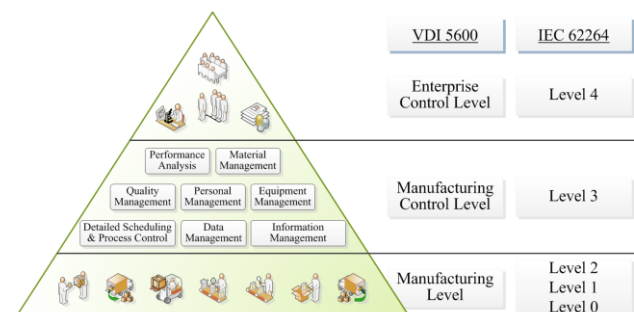 VDI 5600
IEC 62264
Enterprise
Control Level
Level 4
Performance
Analysis
Material
Management
Quality
Management
Personal
Management
Equipment
Management
Detailed Scheduling
& Process Control
Data
Management
Information
Management
Manufacturing
Control Level
Level 3
Manufacturing
Level
Level 2
Level 1
Level 0